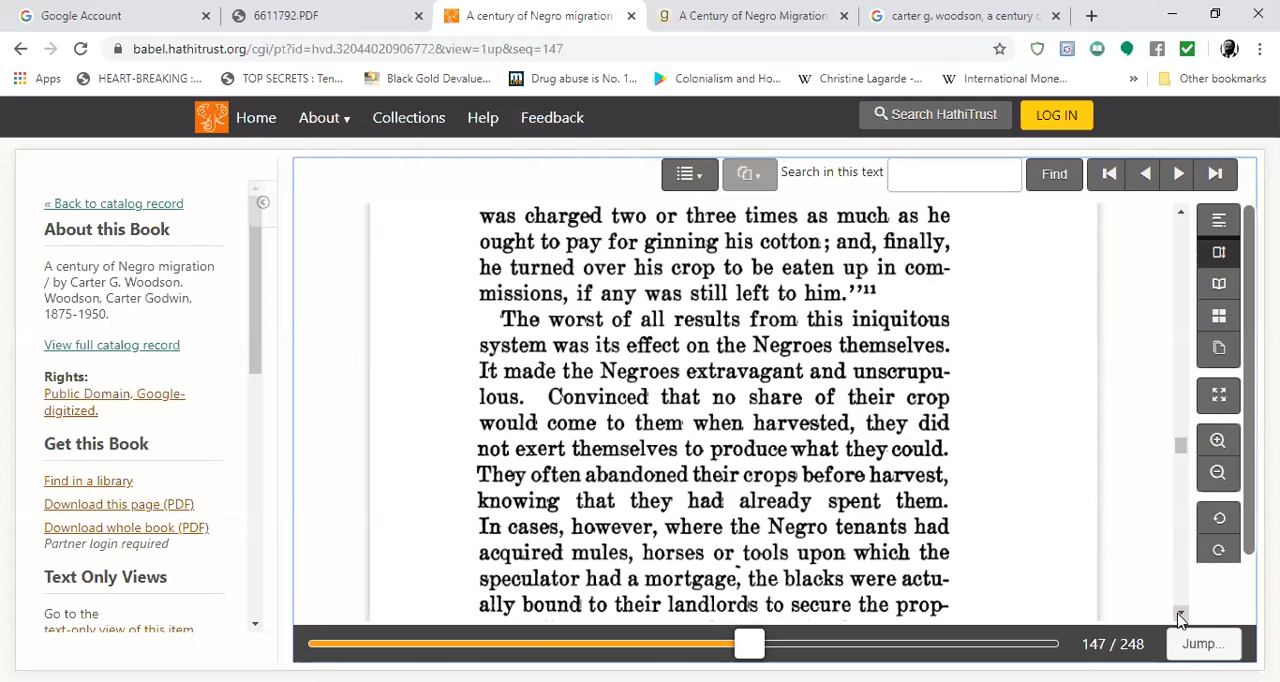 Google Account
6611792.PDF
A century of Negro migration
A Century of Negro Migration
carter g. woodson, a century c
babel.hathitrust.org/cgi/pt?id=hvd.32044020906772&view=1up&seq=147
Apps
HEART-BREAKING :...
TOP SECRETS : Ten...
Black Gold Devalue...
Drug abuse is No. 1...
Colonialism and Ho...
Christine Lagarde -...
International Mone...
»
Other bookmarks
Home
About ▾
Collections
Help
Feedback
Search HathiTrust
LOG IN
Search in this text
Find
« Back to catalog record
About this Book
A century of Negro migration
/ by Carter G. Woodson.
Woodson, Carter Godwin,
1875-1950.
View full catalog record
Rights:
Public Domain, Google-
digitized.
Get this Book
Find in a library
Download this page (PDF)
Download whole book (PDF)
Partner login required
Text Only Views
Go to the
text-only view of this item
was charged two or three times as much as he
ought to pay for ginning his cotton; and, finally,
he turned over his crop to be eaten up in com-
missions, if any was still left to him.''¹¹
The worst of all results from this iniquitous
system was its effect on the Negroes themselves.
It made the Negroes extravagant and unscrupu-
lous. Convinced that no share of their crop
would come to them when harvested, they did
not exert themselves to produce what they could.
They often abandoned their crops before harvest,
knowing that they had already spent them.
In cases, however, where the Negro tenants had
acquired mules, horses or tools upon which the
speculator had a mortgage, the blacks were actu-
ally bound to their landlords to secure the prop-
147 / 248
Jump...